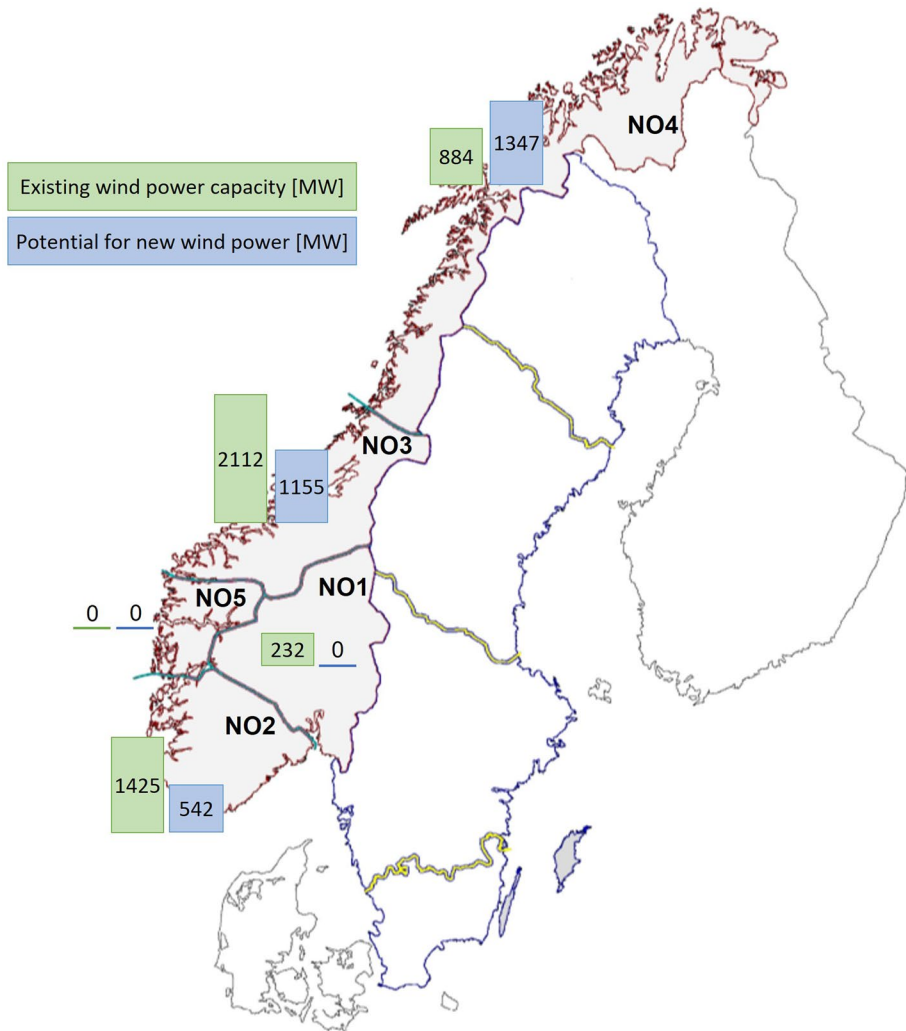 NO4
1347
884
Existing wind power capacity [MW]
Potential for new wind power [MW]
NO3
2112
1155
NO1
NO5
0 0
232 0
NO2
1425
542